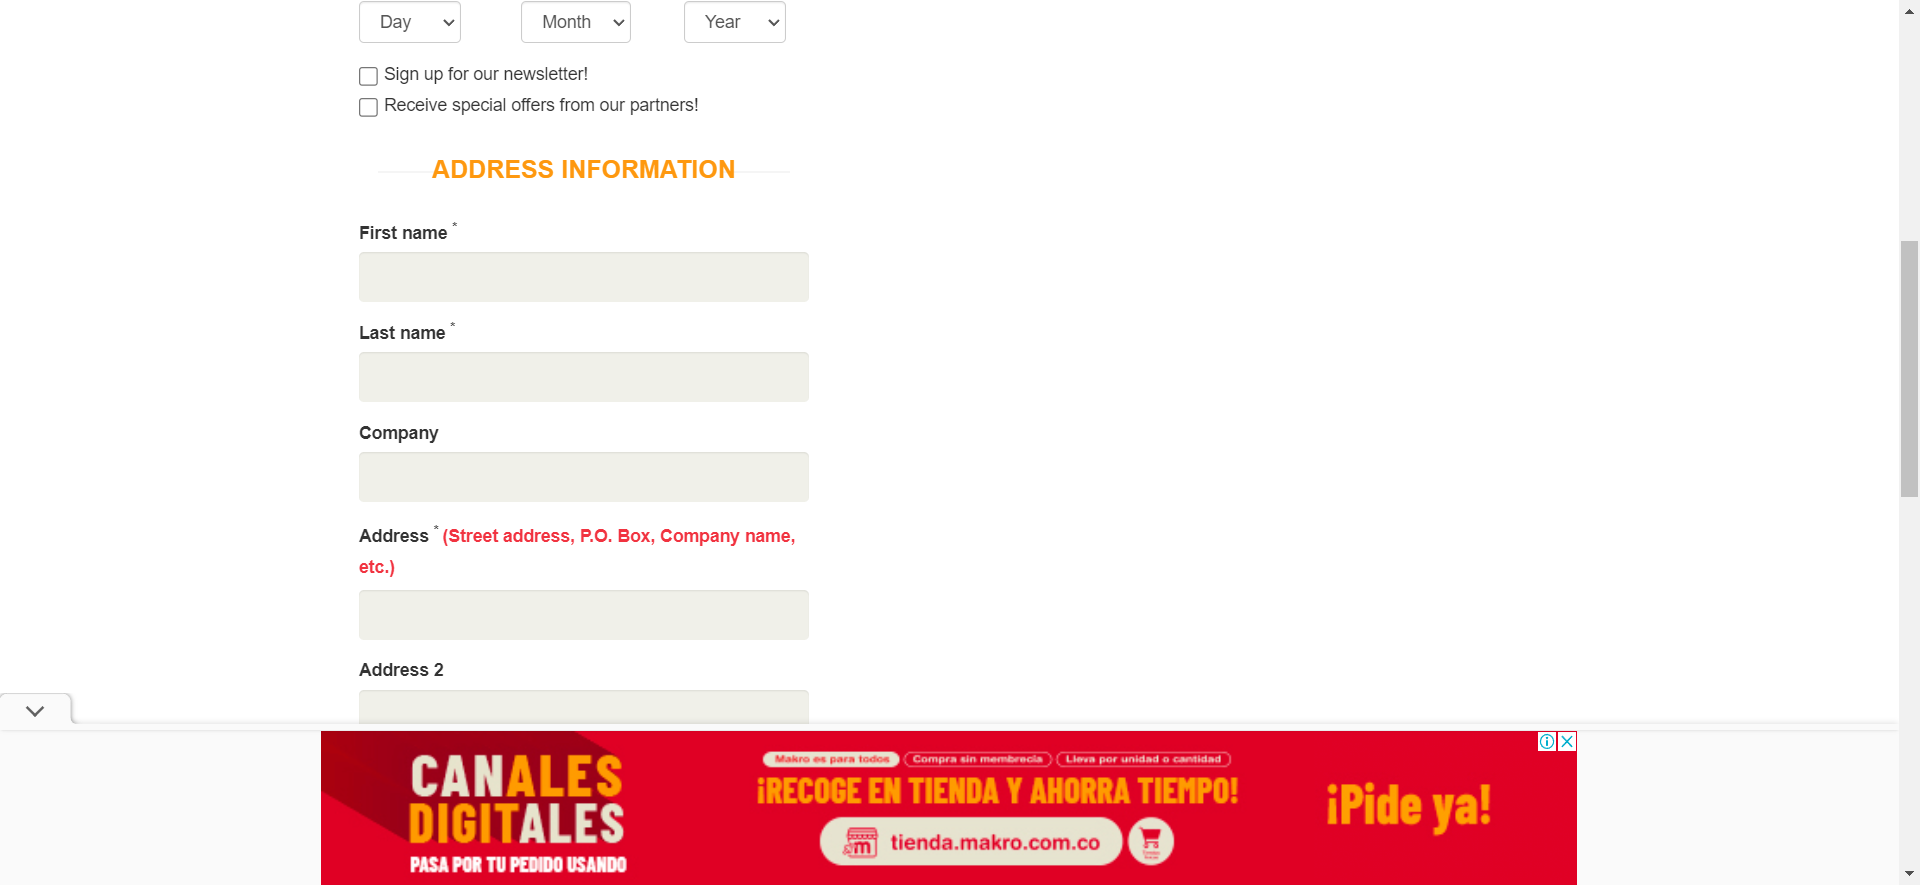 Day Month Year
Sign up for our newsletter!
Receive special offers from our partners!
ADDRESS INFORMATION
First name *
Last name *
Company
Address * (Street address, P.O. Box, Company name,
etc.)
Address 2
CANALES
DIGITALES
PASA POR TU PEDIDO USANDO
Makro es para todos Compra sin membrecía Lleva por unidad o cantidad
¡RECOGE EN TIENDA Y AHORRA TIEMPO!
m tienda.makro.com.co
¡Pide ya!